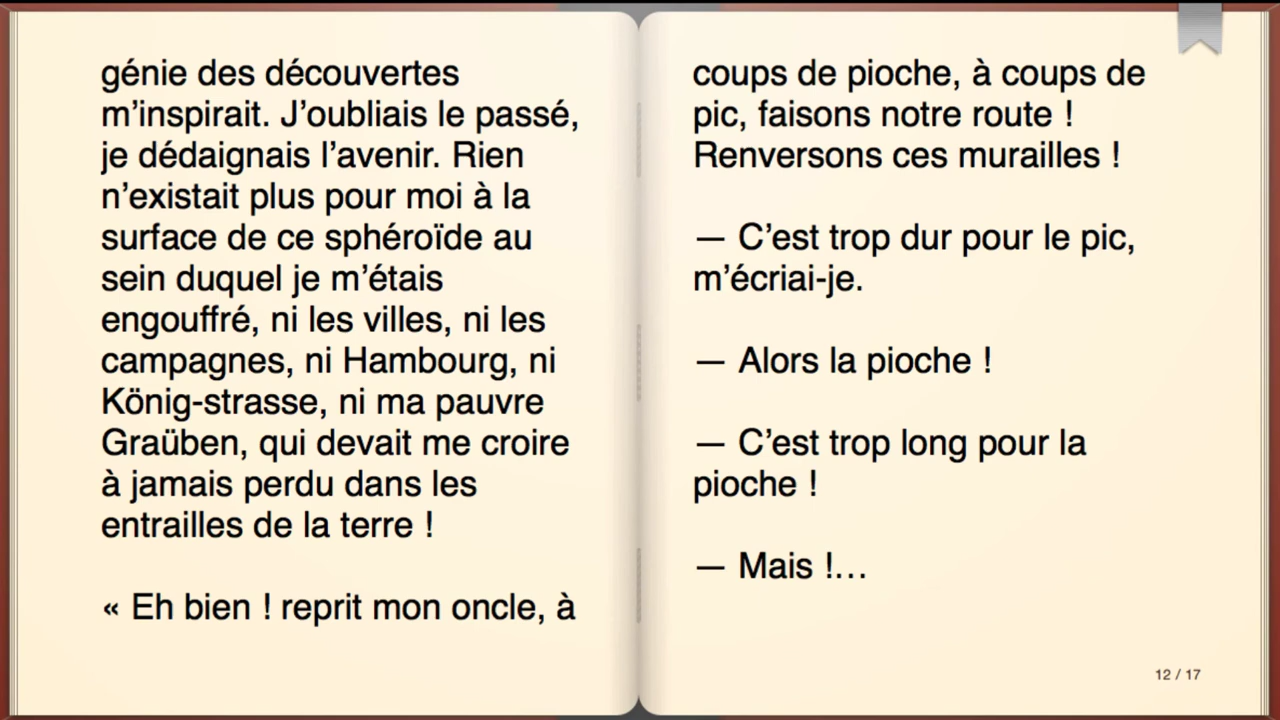 génie des découvertes
m’inspirait. J’oubliais le passé,
je dédaignais l’avenir. Rien
n’existait plus pour moi à la
surface de ce sphéroïde au
sein duquel je m’étais
engouffré, ni les villes, ni les
campagnes, ni Hambourg, ni
König-strasse, ni ma pauvre
Graüben, qui devait me croire
à jamais perdu dans les
entrailles de la terre !
« Eh bien ! reprit mon oncle, à
coups de pioche, à coups de
pic, faisons notre route !
Renversons ces murailles !
— C’est trop dur pour le pic,
m’écriai-je.
— Alors la pioche !
— C’est trop long pour la
pioche !
— Mais !…
12 / 17